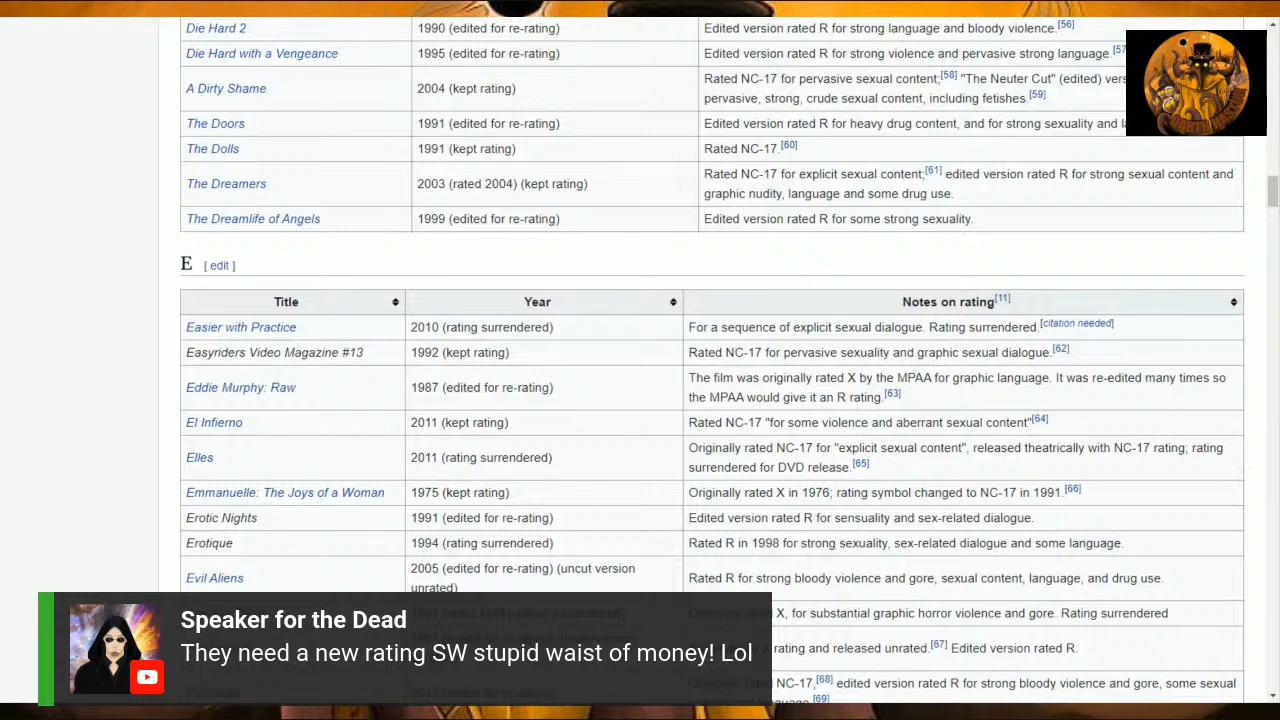 Die Hard 2 1990 (edited for re-rating) Edited version rated R for strong language and bloody violence.[56]
Die Hard with a Vengeance 1995 (edited for re-rating) Edited version rated R for strong violence and pervasive strong language.
A Dirty Shame 2004 (kept rating) Rated NC-17 for pervasive sexual content;[58] "The Neuter Cut" (edited)
pervasive, strong, crude sexual content, including fetishes.[59]
The Doors 1991 (edited for re-rating) Edited version rated R for heavy drug content, and for strong sexuality and
The Dolls 1991 (kept rating) Rated NC-17.[60]
The Dreamers 2003 (rated 2004) (kept rating) Rated NC-17 for explicit sexual content;[61] edited version rated R for strong sexual content and
graphic nudity, language and some drug use.
The Dreamlife of Angels 1999 (edited for re-rating) Edited version rated R for some strong sexuality.
E [ edit ]
Title Year Notes on rating[11]
Easier with Practice 2010 (rating surrendered) For a sequence of explicit sexual dialogue. Rating surrendered.[citation needed]
Easyriders Video Magazine #13 1992 (kept rating) Rated NC-17 for pervasive sexuality and graphic sexual dialogue.[62]
Eddie Murphy: Raw 1987 (edited for re-rating) The film was originally rated X by the MPAA for graphic language. It was re-edited many times so
the MPAA would give it an R rating.[63]
El Infierno 2011 (kept rating) Rated NC-17 "for some violence and aberrant sexual content"[64]
Elles 2011 (rating surrendered) Originally rated NC-17 for "explicit sexual content", released theatrically with NC-17 rating; rating
surrendered for DVD release.[65]
Emmanuelle: The Joys of a Woman 1975 (kept rating) Originally rated X in 1976; rating symbol changed to NC-17 in 1991.[66]
Erotic Nights 1991 (edited for re-rating) Edited version rated R for sensuality and sex-related dialogue.
Erotique 1994 (rating surrendered) Rated R in 1998 for strong sexuality, sex-related dialogue and some language.
Evil Aliens 2005 (edited for re-rating) (uncut version
unrated) Rated R for strong bloody violence and gore, sexual content, language, and drug use.
X, for substantial graphic horror violence and gore. Rating surrendered
rating and released unrated.[67] Edited version rated R.
NC-17,[68] edited version rated R for strong bloody violence and gore, some sexual
[69]
Speaker for the Dead
They need a new rating SW stupid waist of money! Lol